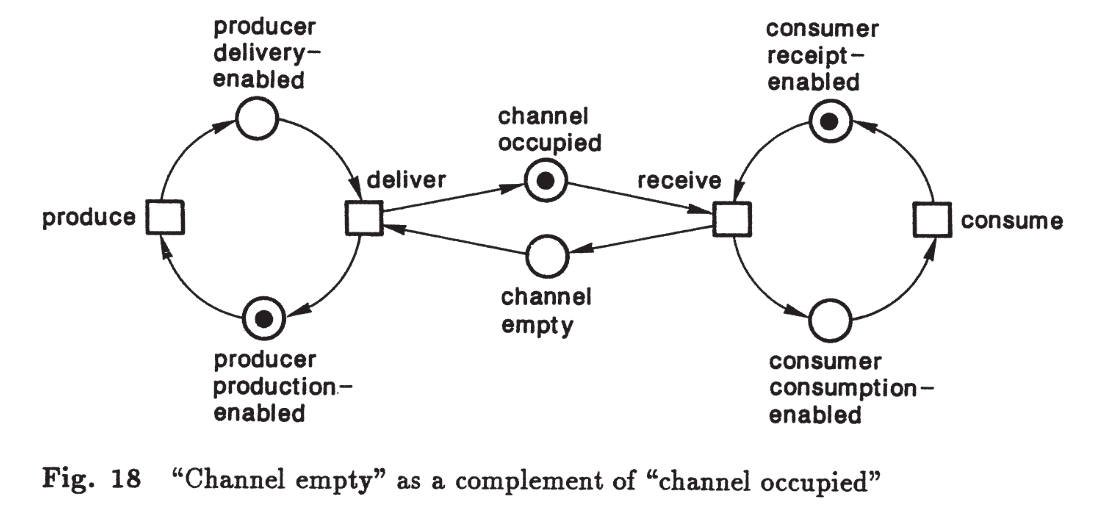 producer
delivery-
enabled
consumer
receipt-
enabled
channel
occupied
deliver
receive
produce
consume
channel
empty
producer
production-
enabled
consumer
consumption-
enabled
Fig. 18 “Channel empty” as a complement of “channel occupied”